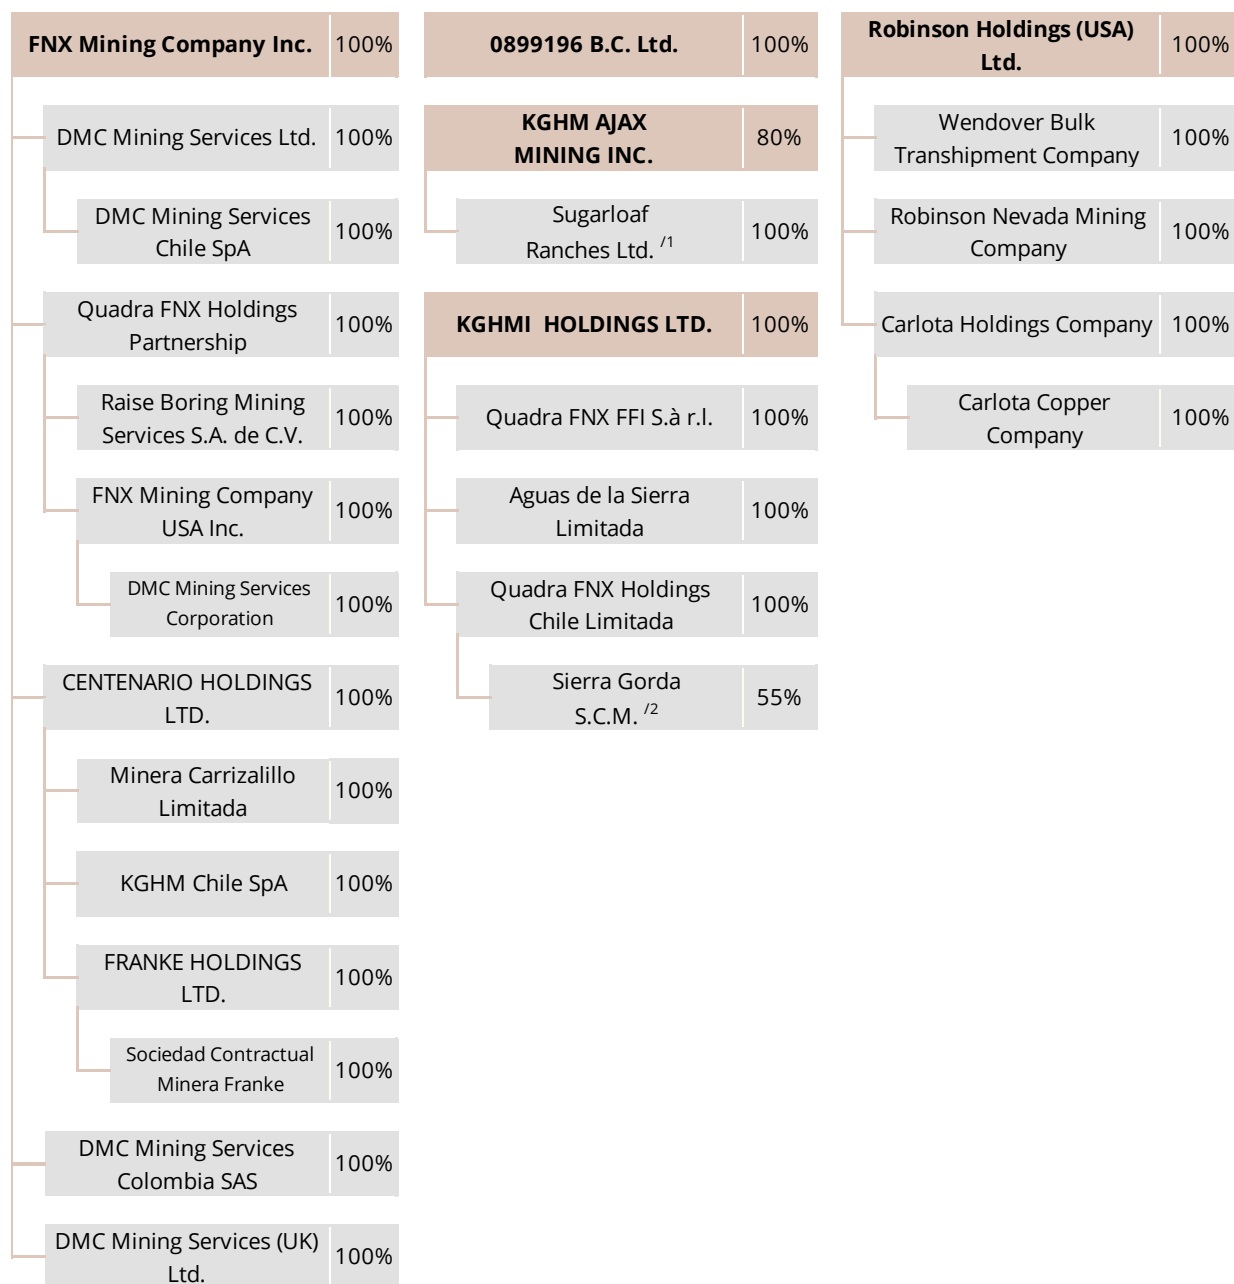 FNX Mining Company Inc. 100%
DMC Mining Services Ltd. 100%
DMC Mining Services
Chile SpA
100%
Quadra FNX Holdings
Partnership
100%
Raise Boring Mining
Services S.A. de C.V.
100%
FNX Mining Company
USA Inc.
100%
DMC Mining Services
Corporation
100%
CENTENARIO HOLDINGS
LTD.
100%
Minera Carrizalillo
Limitada
100%
KGHM Chile SpA 100%
FRANKE HOLDINGS
LTD.
100%
Sociedad Contractual
Minera Franke
100%
DMC Mining Services
Colombia SAS
100%
DMC Mining Services (UK)
Ltd.
100%
0899196 B.C. Ltd. 100%
KGHM AJAX
MINING INC.
80%
Sugarloaf
Ranches Ltd. /1
100%
KGHMI HOLDINGS LTD. 100%
Quadra FNX FFI S.à r.l. 100%
Aguas de la Sierra
Limitada
100%
Quadra FNX Holdings
Chile Limitada
100%
Sierra Gorda
S.C.M. /2
55%
Robinson Holdings (USA)
Ltd.
100%
Wendover Bulk
Transhipment Company
100%
Robinson Nevada Mining
Company
100%
Carlota Holdings Company 100%
Carlota Copper
Company
100%